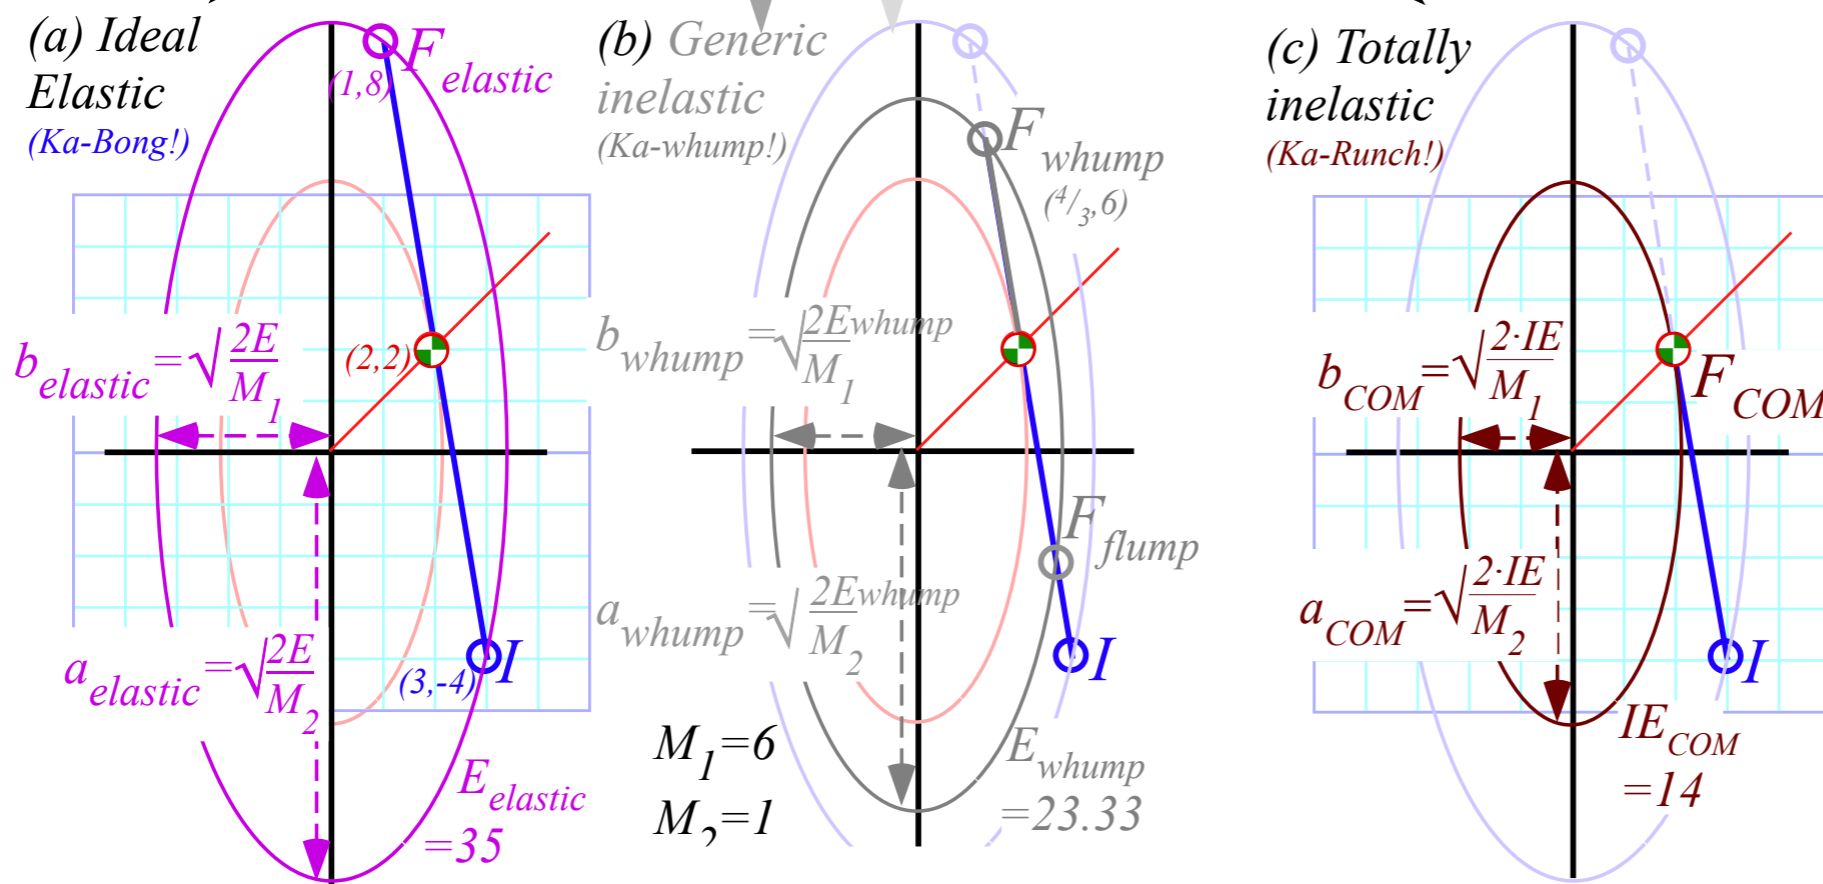 (a) Ideal
Elastic
(Ka-Bong!)
F elastic
(1,8)
b elastic = √ 2E / M1
(2,2)
a elastic = √ 2E / M2
(3,-4)
I
E elastic
=35
(b) Generic
inelastic
(Ka-whump!)
F whump
(4/3,6)
b whump = √ 2Ewhump / M1
F flump
a whump = √ 2Ewhump / M2
I
M1=6
M2=1
E whump
=23.33
(c) Totally
inelastic
(Ka-Runch!)
b COM = √ 2·IE / M1
F COM
a COM = √ 2·IE / M2
I
IE COM
=14